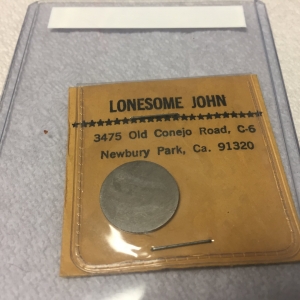 LONESOME JOHN
3475 Old Conejo Road, C-6
Newbury Park, Ca. 91320